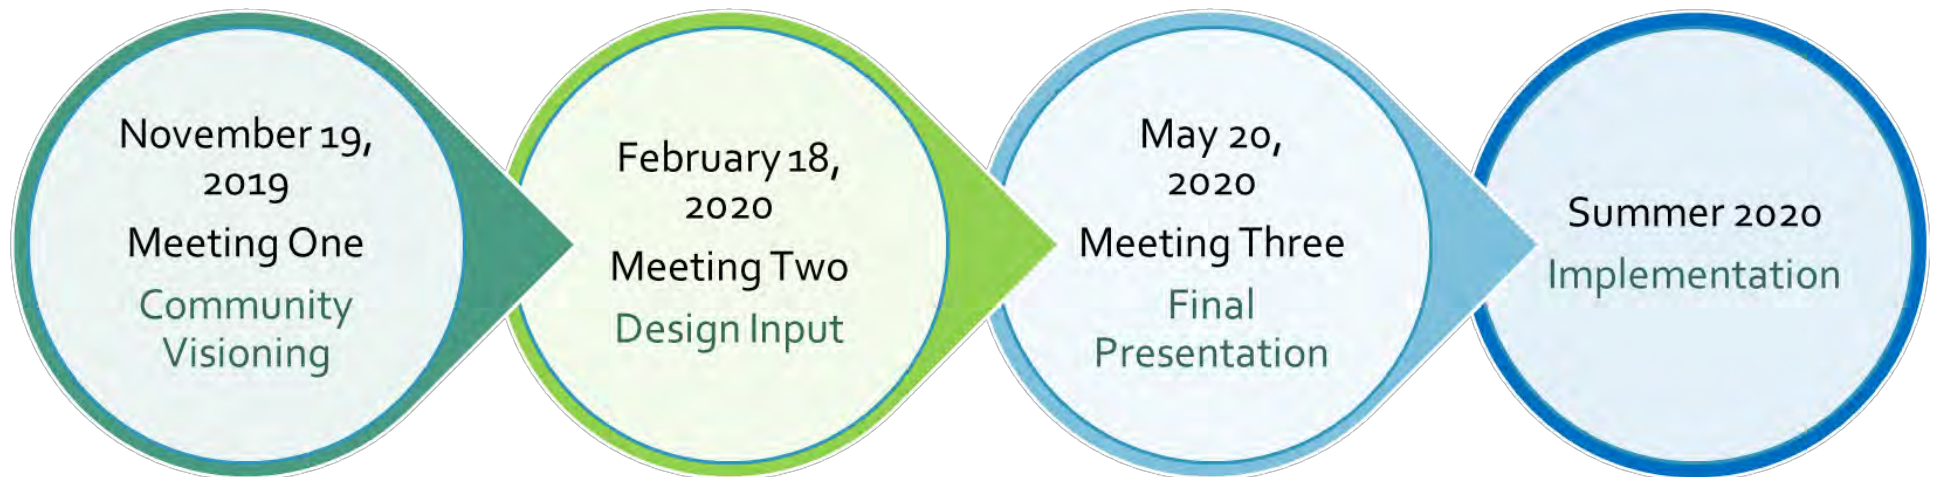 November 19,
2019
Meeting One
Community
Visioning
February 18,
2020
Meeting Two
Design Input
May 20,
2020
Meeting Three
Final
Presentation
Summer 2020
Implementation